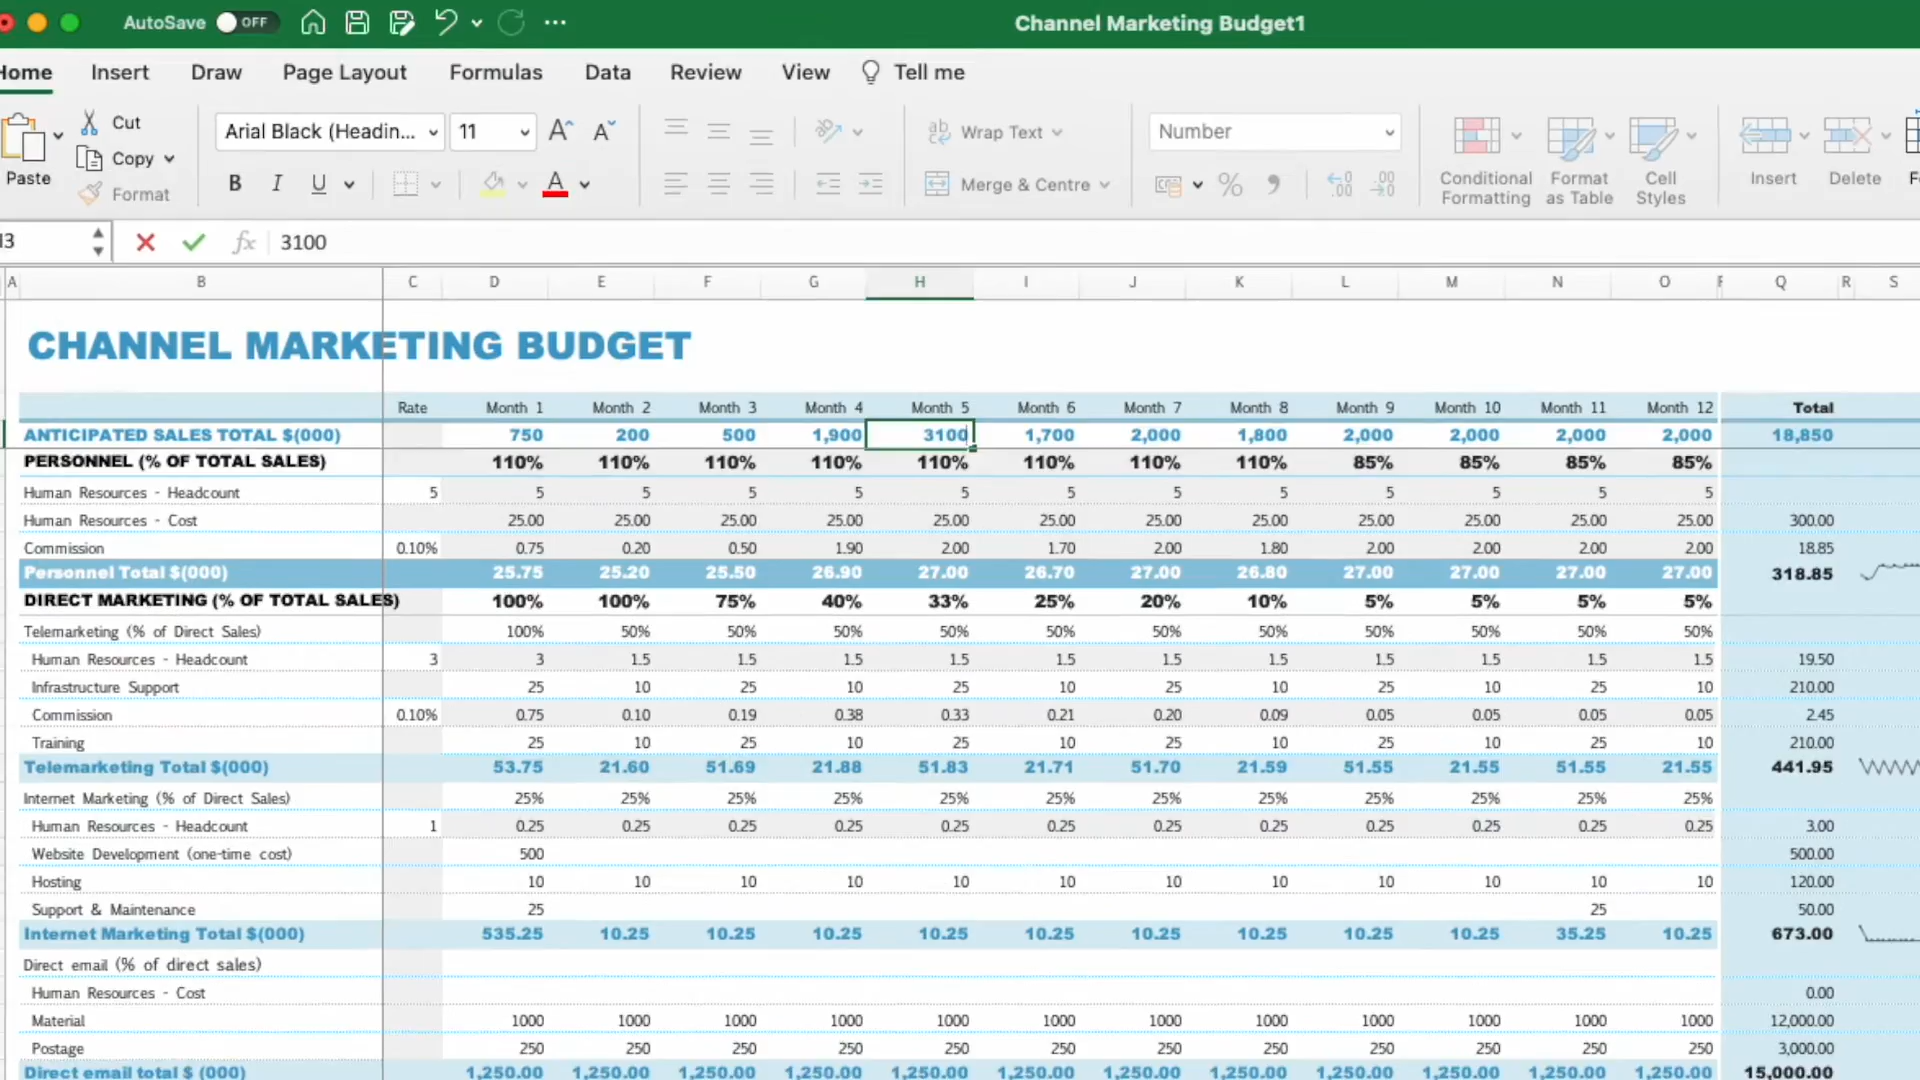 AutoSave OFF Channel Marketing Budget1
Home Insert Draw Page Layout Formulas Data Review View Tell me
Cut
Arial Black (Headin... 11 A A ab Wrap Text Number
Copy
Paste B I U A Merge & Centre % Conditional Formatting Format as Table Cell Styles Insert Delete
Format
fx 3100
A B C D E F G H I J K L M N O Q R S
CHANNEL MARKETING BUDGET
Rate Month 1 Month 2 Month 3 Month 4 Month 5 Month 6 Month 7 Month 8 Month 9 Month 10 Month 11 Month 12 Total
ANTICIPATED SALES TOTAL $(000) 750 200 500 1,900 3100 1,700 2,000 1,800 2,000 2,000 2,000 2,000 18,850
PERSONNEL (% OF TOTAL SALES) 110% 110% 110% 110% 110% 110% 110% 110% 85% 85% 85% 85%
Human Resources - Headcount 5 5 5 5 5 5 5 5 5 5 5 5 5
Human Resources - Cost 25.00 25.00 25.00 25.00 25.00 25.00 25.00 25.00 25.00 25.00 25.00 25.00 300.00
Commission 0.10% 0.75 0.20 0.50 1.90 2.00 1.70 2.00 1.80 2.00 2.00 2.00 2.00 18.85
Personnel Total $(000) 25.75 25.20 25.50 26.90 27.00 26.70 27.00 26.80 27.00 27.00 27.00 27.00 318.85
DIRECT MARKETING (% OF TOTAL SALES) 100% 100% 75% 40% 33% 25% 20% 10% 5% 5% 5% 5%
Telemarketing (% of Direct Sales) 100% 50% 50% 50% 50% 50% 50% 50% 50% 50% 50% 50%
Human Resources - Headcount 3 3 1.5 1.5 1.5 1.5 1.5 1.5 1.5 1.5 1.5 1.5 1.5 19.50
Infrastructure Support 25 10 25 10 25 10 25 10 25 10 25 10 210.00
Commission 0.10% 0.75 0.10 0.19 0.38 0.33 0.21 0.20 0.09 0.05 0.05 0.05 0.05 2.45
Training 25 10 25 10 25 10 25 10 25 10 25 10 210.00
Telemarketing Total $(000) 53.75 21.60 51.69 21.88 51.83 21.71 51.70 21.59 51.55 21.55 51.55 21.55 441.95
Internet Marketing (% of Direct Sales) 25% 25% 25% 25% 25% 25% 25% 25% 25% 25% 25% 25%
Human Resources - Headcount 1 0.25 0.25 0.25 0.25 0.25 0.25 0.25 0.25 0.25 0.25 0.25 0.25 3.00
Website Development (one-time cost) 500 500.00
Hosting 10 10 10 10 10 10 10 10 10 10 10 10 120.00
Support & Maintenance 25 25 50.00
Internet Marketing Total $(000) 535.25 10.25 10.25 10.25 10.25 10.25 10.25 10.25 10.25 10.25 35.25 10.25 673.00
Direct email (% of direct sales)
Human Resources - Cost 0.00
Material 1000 1000 1000 1000 1000 1000 1000 1000 1000 1000 1000 1000 12,000.00
Postage 250 250 250 250 250 250 250 250 250 250 250 250 3,000.00
Direct email total $ (000) 1,250.00 1,250.00 1,250.00 1,250.00 1,250.00 1,250.00 1,250.00 1,250.00 1,250.00 1,250.00 1,250.00 1,250.00 15,000.00